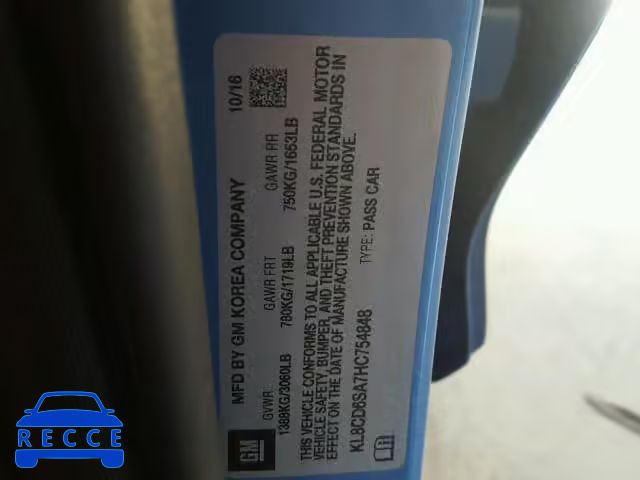 MFD BY GM KOREA COMPANY 10/16
GVWR GAWR FRT GAWR RR
1388KG/3060LB 780KG/1719LB 750KG/1653LB
THIS VEHICLE CONFORMS TO ALL APPLICABLE U.S. FEDERAL MOTOR
VEHICLE SAFETY, BUMPER, AND THEFT PREVENTION STANDARDS IN
EFFECT ON THE DATE OF MANUFACTURE SHOWN ABOVE.
KL8CD6SA7HC754848 TYPE: PASS CAR
GM
RECCE